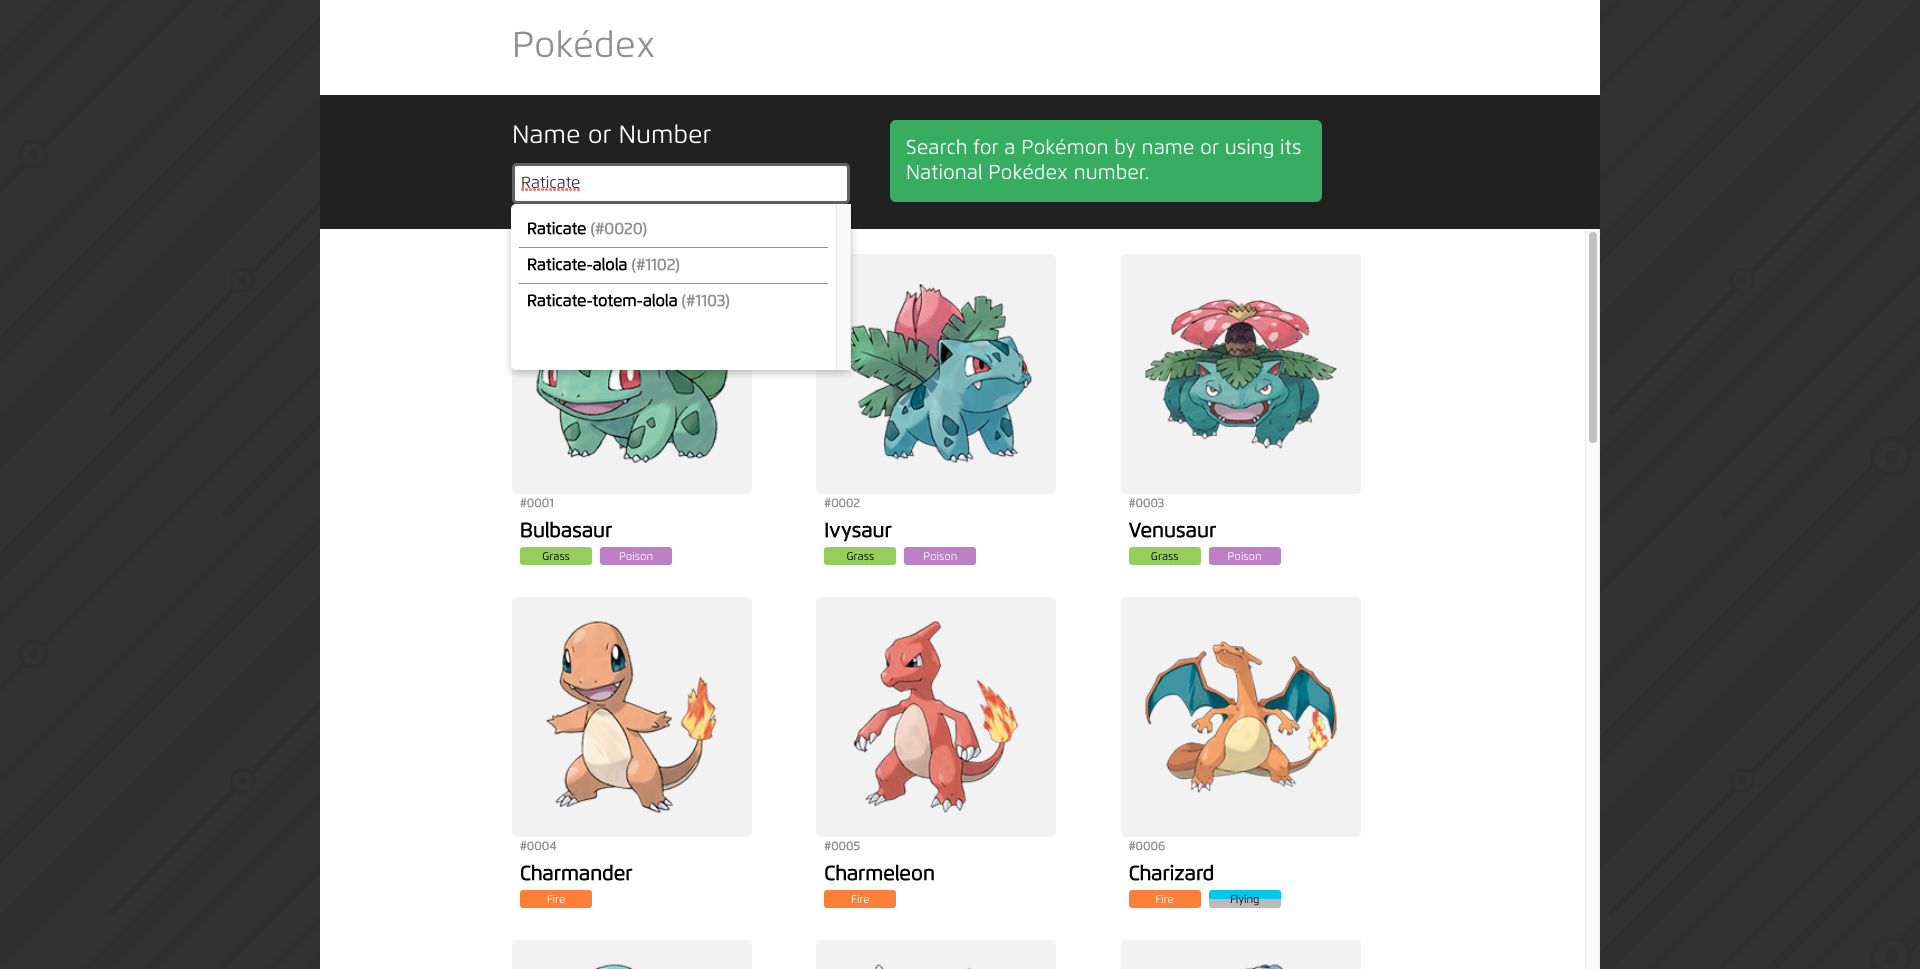 Pokédex
Name or Number
Raticate
Search for a Pokémon by name or using its
National Pokédex number.
Raticate (#0020)
Raticate-alola (#1102)
Raticate-totem-alola (#1103)
#0001
Bulbasaur
Grass Poison
#0002
Ivysaur
Grass Poison
#0003
Venusaur
Grass Poison
#0004
Charmander
Fire
#0005
Charmeleon
Fire
#0006
Charizard
Fire Flying